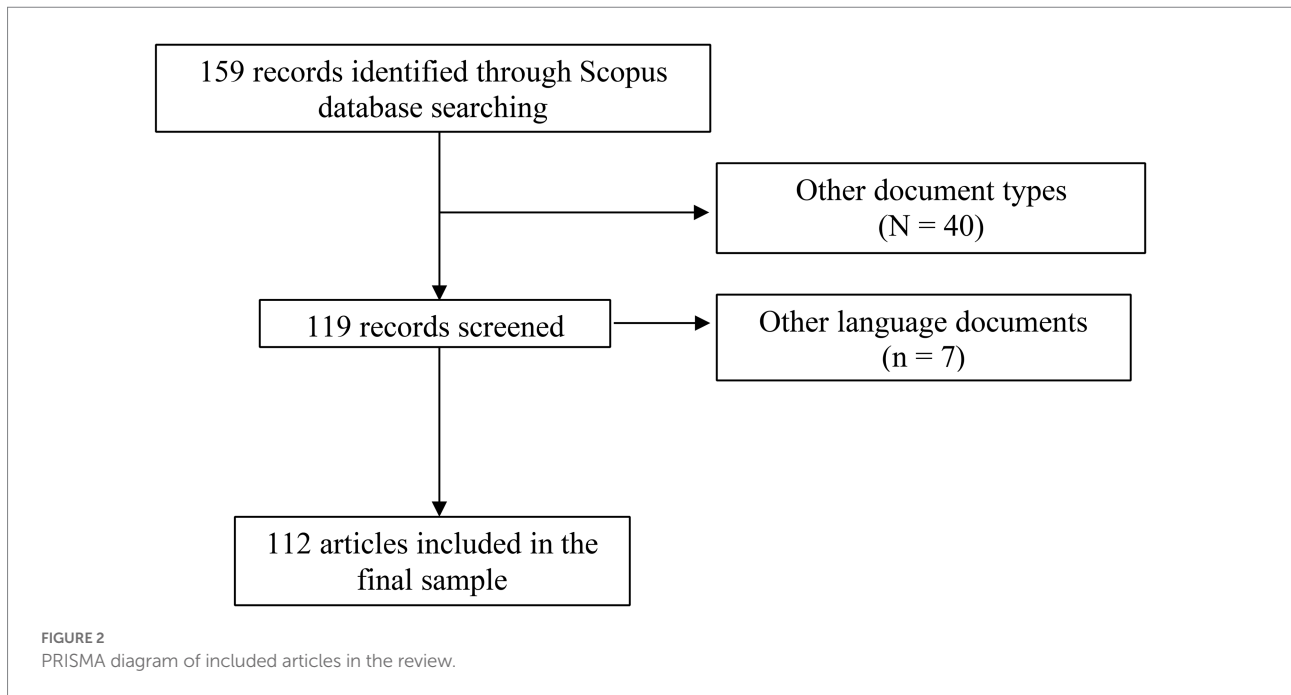 159 records identified through Scopus
database searching
Other document types
(N = 40)
119 records screened
Other language documents
(n = 7)
112 articles included in the
final sample
FIGURE 2
PRISMA diagram of included articles in the review.